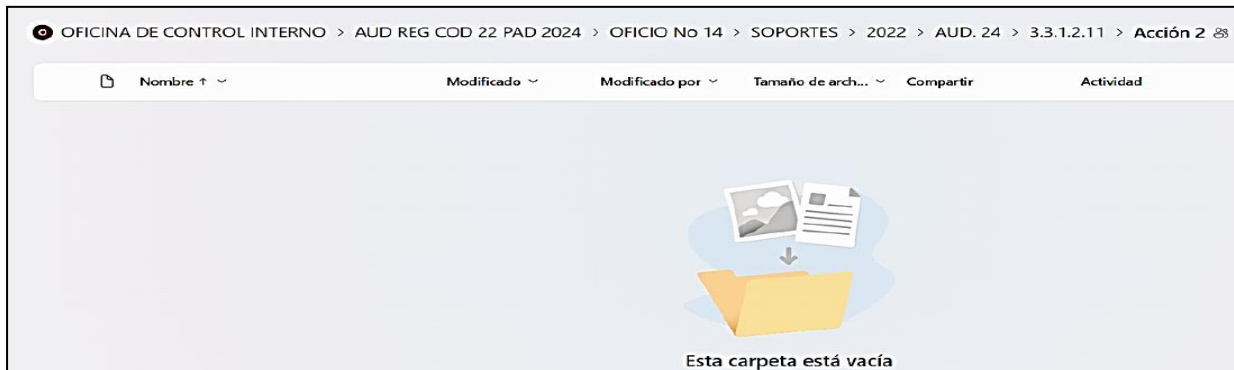 OFICINA DE CONTROL INTERNO > AUD REG COD 22 PAD 2024 > OFICIO No 14 > SOPORTES > 2022 > AUD. 24 > 3.3.1.2.11 > Acción 2
Nombre ↑ Modificado Modificado por Tamaño de arch... Compartir Actividad
Esta carpeta está vacía